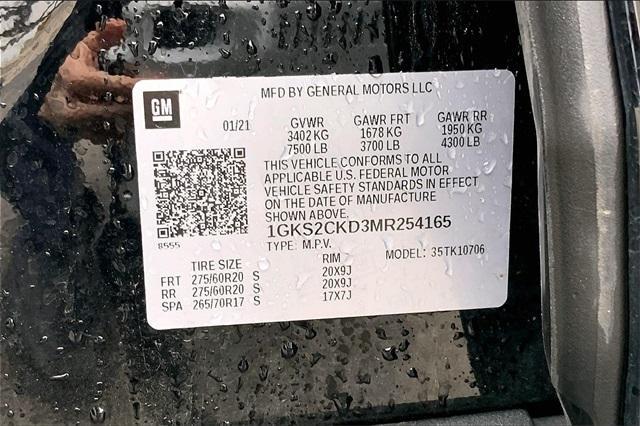 MFD BY GENERAL MOTORS LLC
GM
01/21
GVWR GAWR FRT GAWR RR
3402 KG 1678 KG 1950 KG
7500 LB 3700 LB 4300 LB
THIS VEHICLE CONFORMS TO ALL
APPLICABLE U.S. FEDERAL MOTOR
VEHICLE SAFETY STANDARDS IN EFFECT
ON THE DATE OF MANUFACTURE
SHOWN ABOVE.
1GKS2CKD3MR254165
8555
TYPE: M.P.V. MODEL: 35TK10706
TIRE SIZE RIM
FRT 275/60R20 S 20X9J
RR 275/60R20 S 20X9J
SPA 265/70R17 S 17X7J